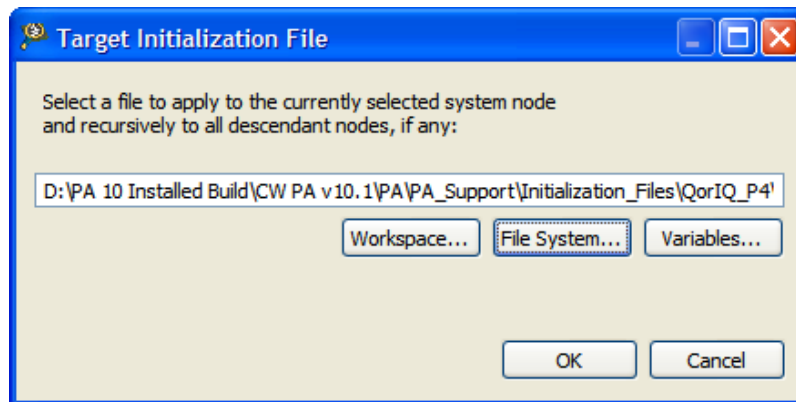 Target Initialization File
Select a file to apply to the currently selected system node
and recursively to all descendant nodes, if any:
D:\PA 10 Installed Build\CW PA v10.1\PA\PA_Support\Initialization_Files\QorIQ_P4\
Workspace... File System... Variables...
OK Cancel